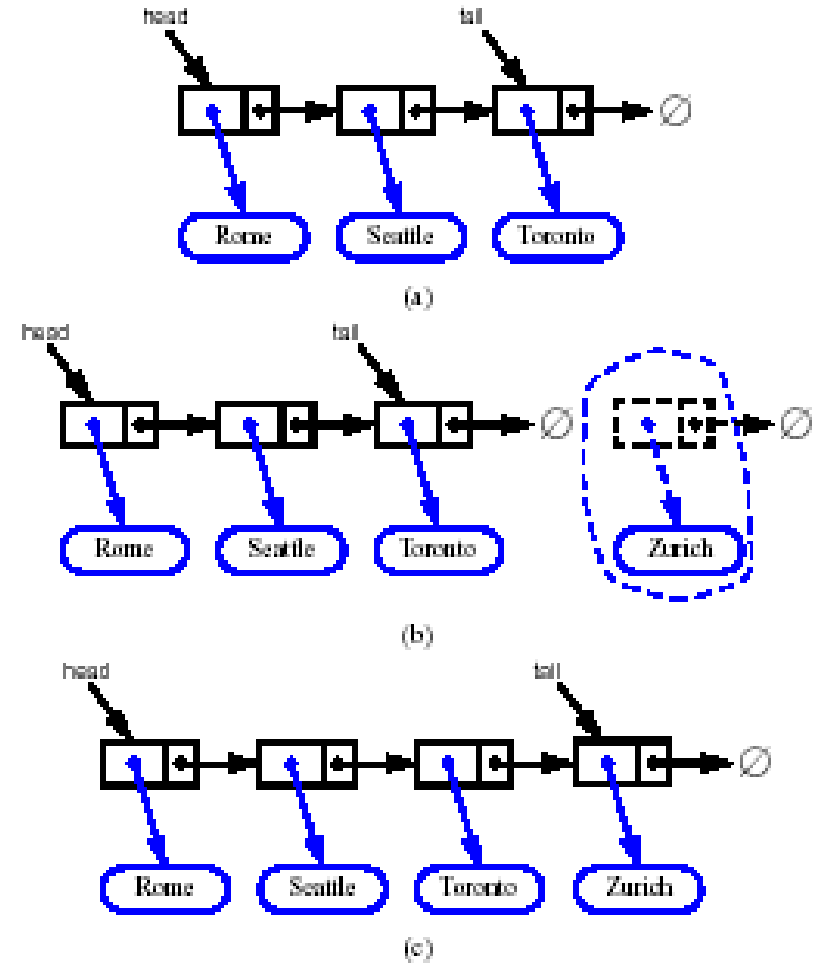 head tail
∅
Rome Seattle Toronto
(a)
head tail
∅ ∅
Rome Seattle Toronto Zurich
(b)
head tail
∅
Rome Seattle Toronto Zurich
(c)